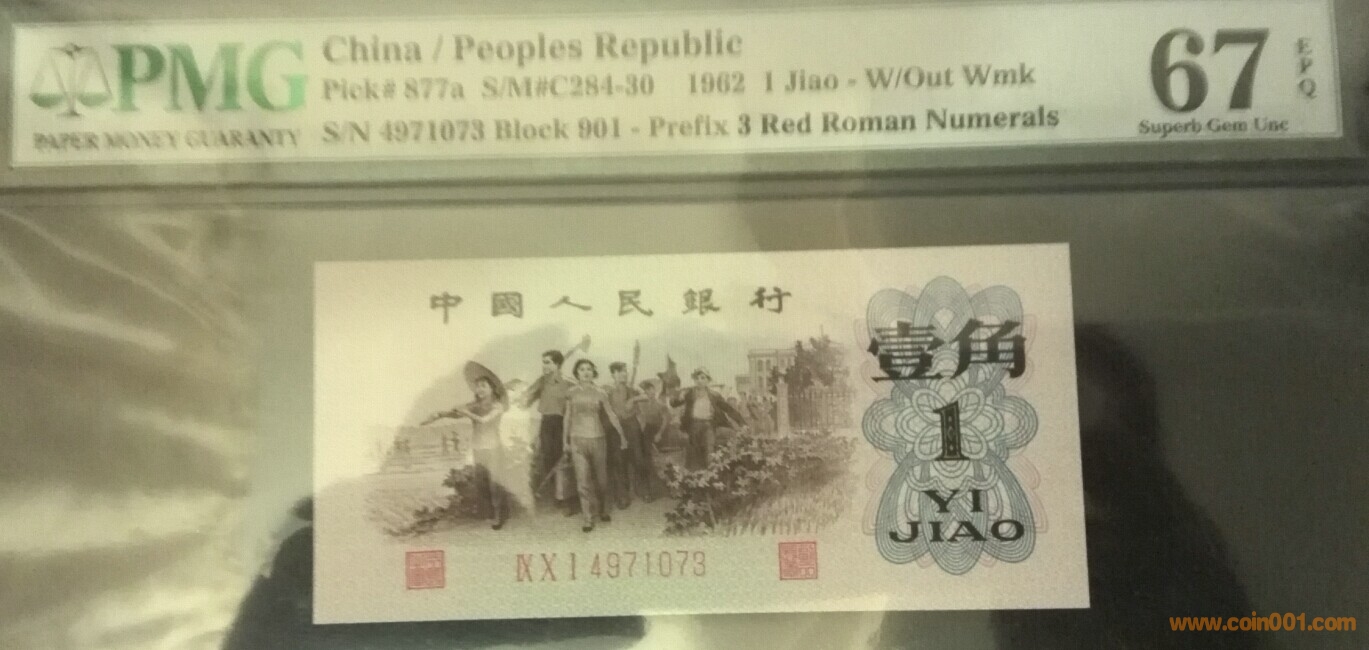 PMG
PAPER MONEY GUARANTY
China / Peoples Republic
Pick# 877a S/M#C284-30 1962 1 Jiao - W/Out Wmk
S/N 4971073 Block 901 - Prefix 3 Red Roman Numerals
67
EPQ
Superb Gem Unc
中國人民銀行
壹角
1
YI
JIAO
IX X I 4971073
www.coin001.com